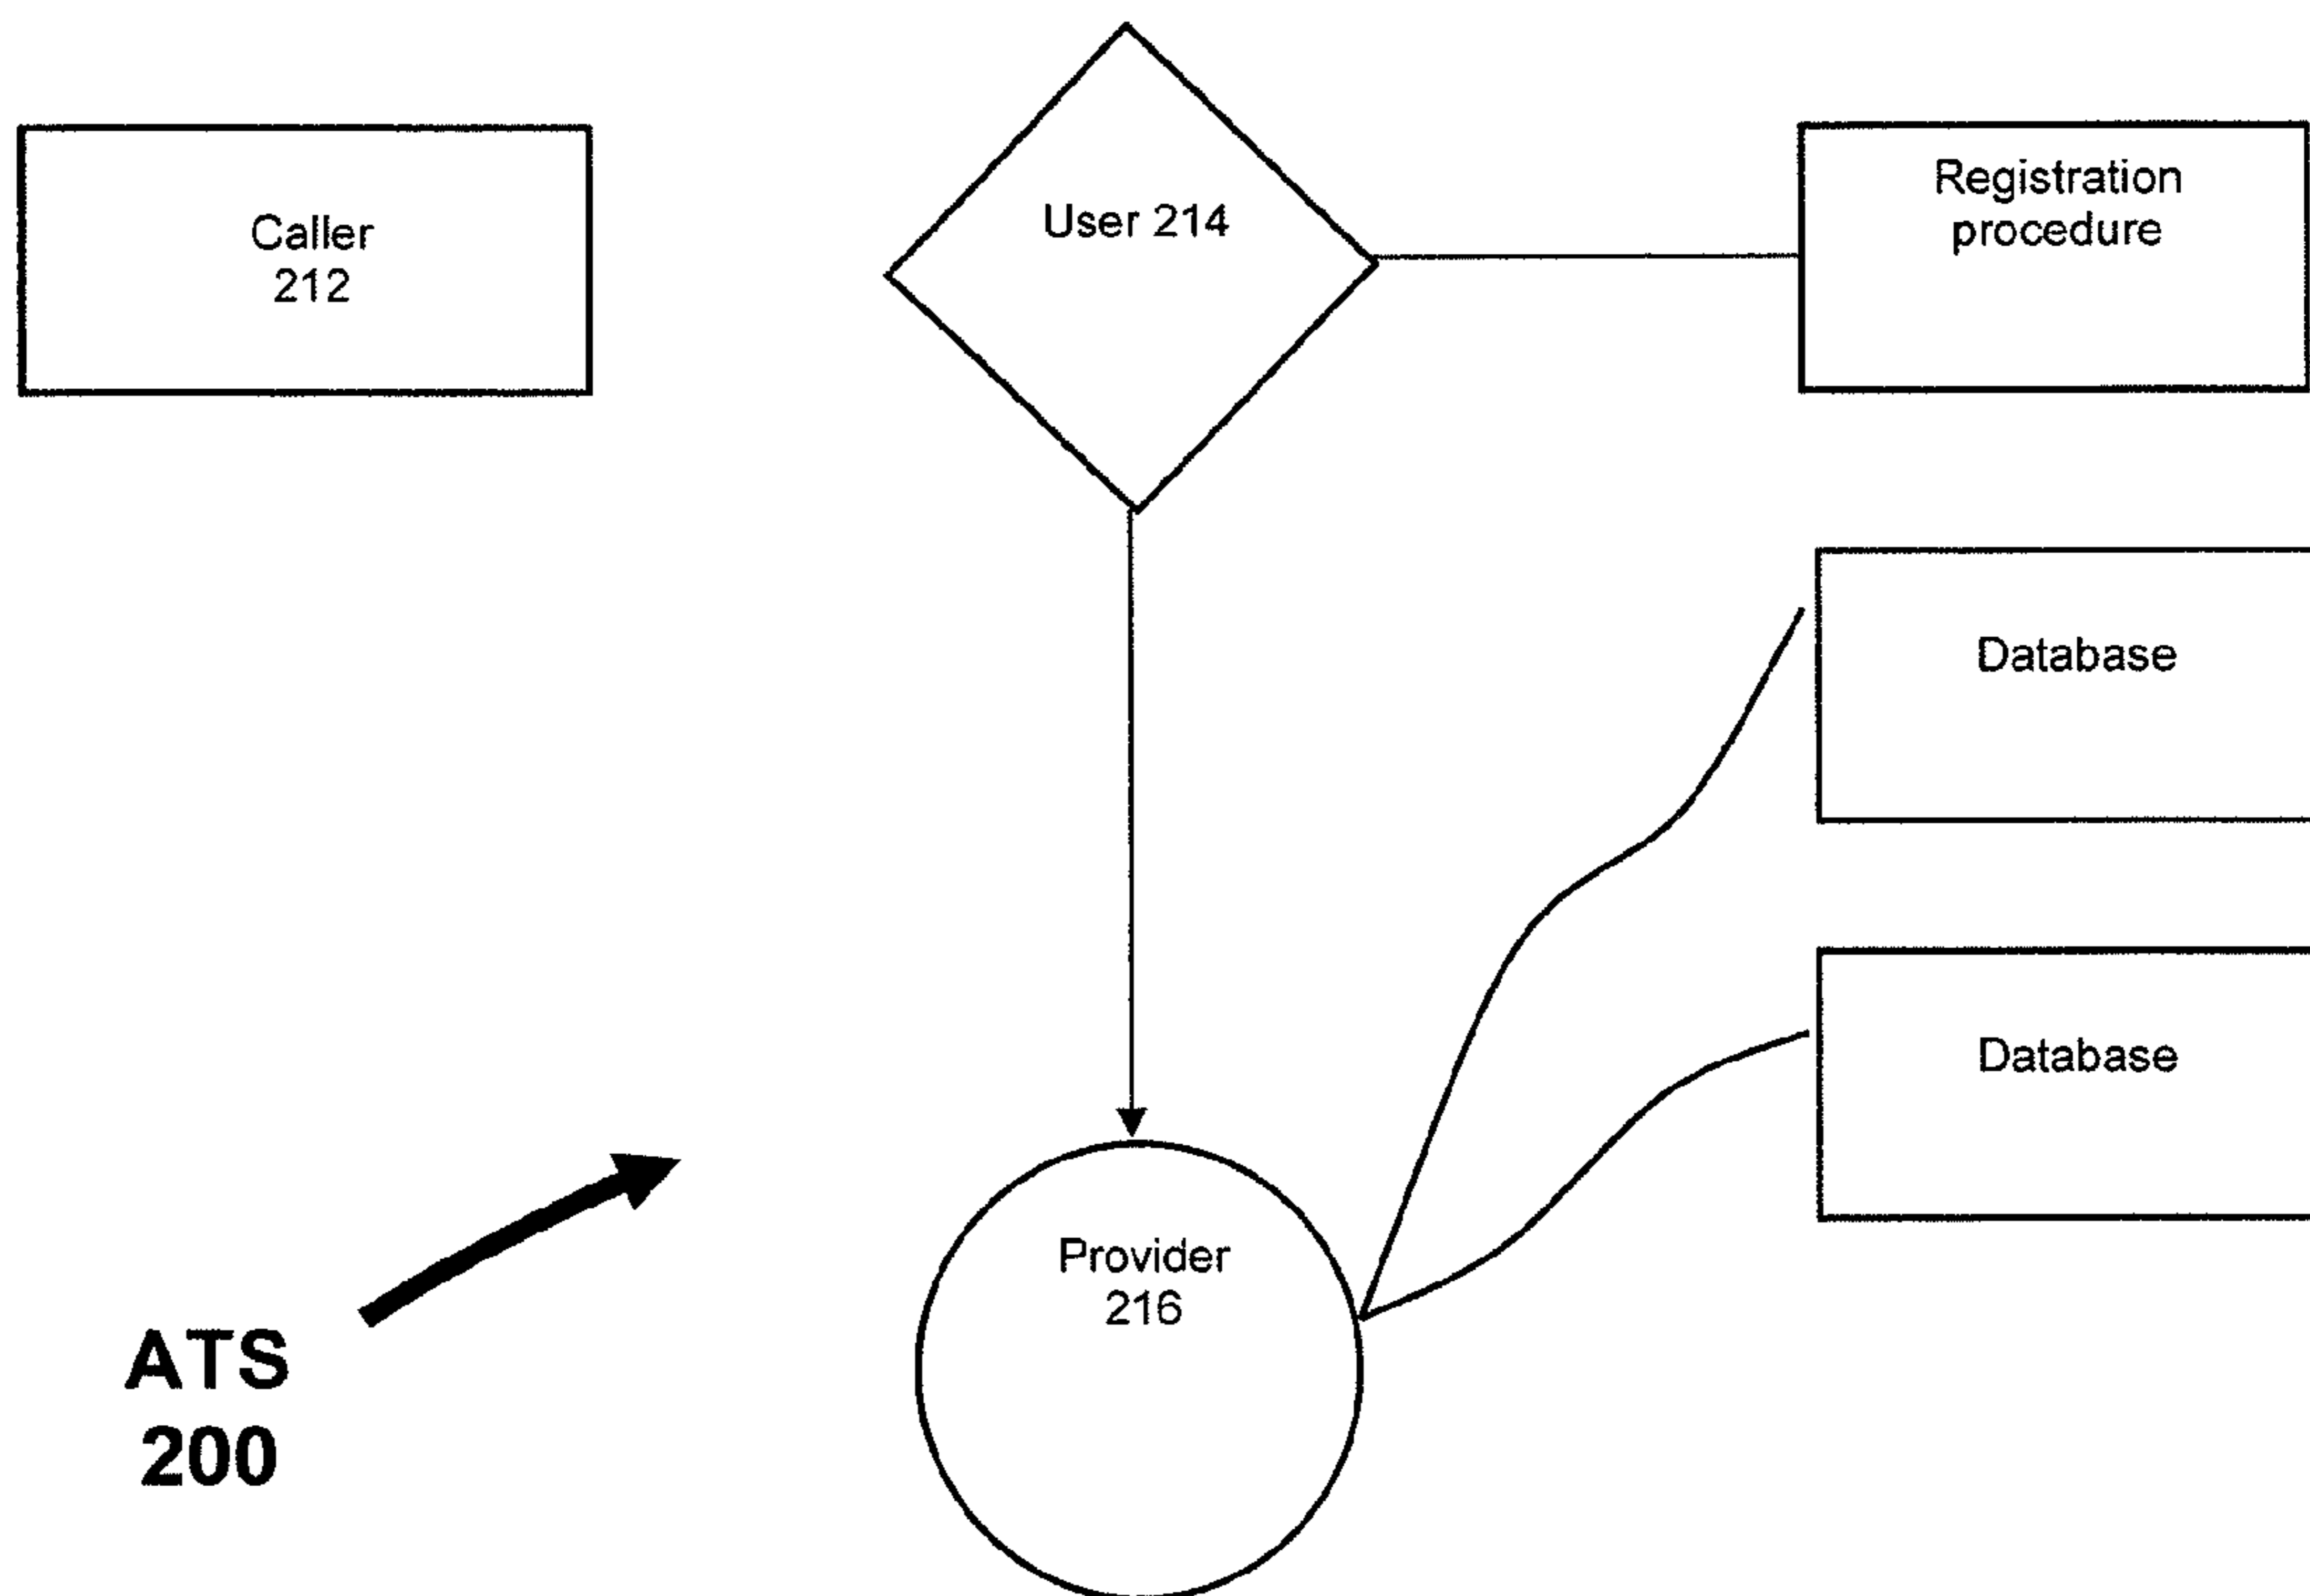 Caller
212
User 214
Registration
procedure
Database
Database
Provider
216
ATS
200